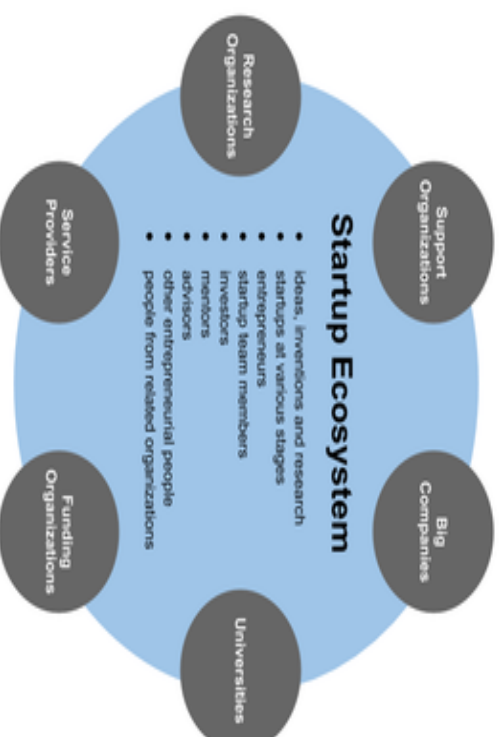 Support
Organizations
Big
Companies
Research
Organizations
Startup Ecosystem
ideas, inventions and research
startups at various stages
entrepreneurs
startup team members
investors
mentors
advisors
other entrepreneurial people
people from related organizations
Universities
Service
Providers
Funding
Organizations